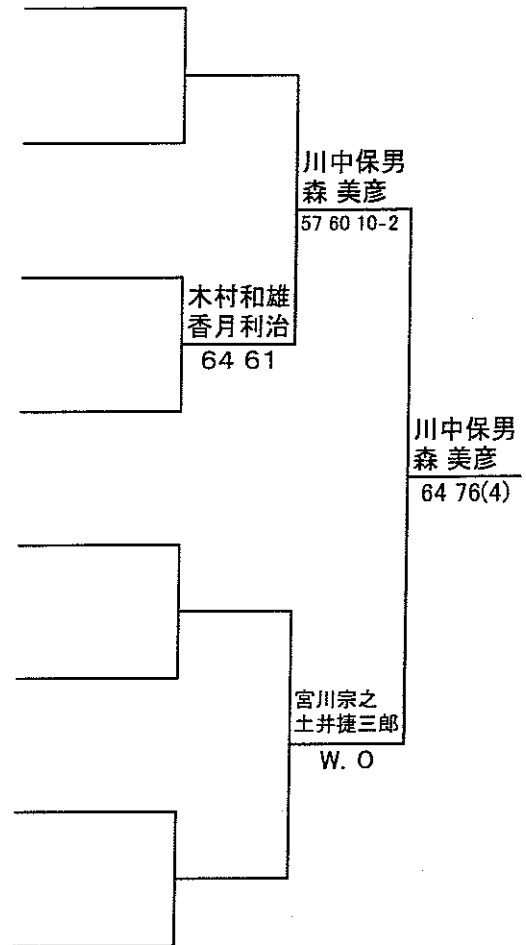 川中保男
森 美彦
57 60 10-2
木村和雄
香月利治
64 61
川中保男
森 美彦
64 76(4)
宮川宗之
土井捷三郎
W. O